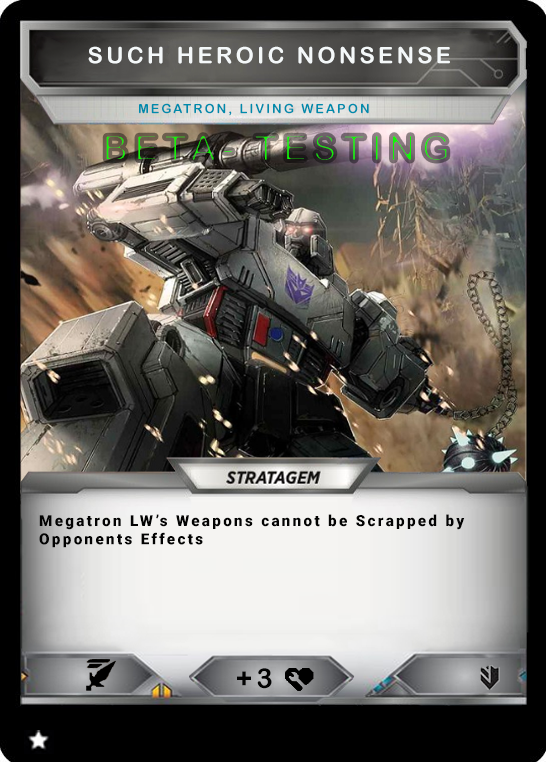 SUCH HEROIC NONSENSE
MEGATRON, LIVING WEAPON
BETA TESTING
STRATAGEM
Megatron LW's Weapons cannot be Scrapped by
Opponents Effects
+3